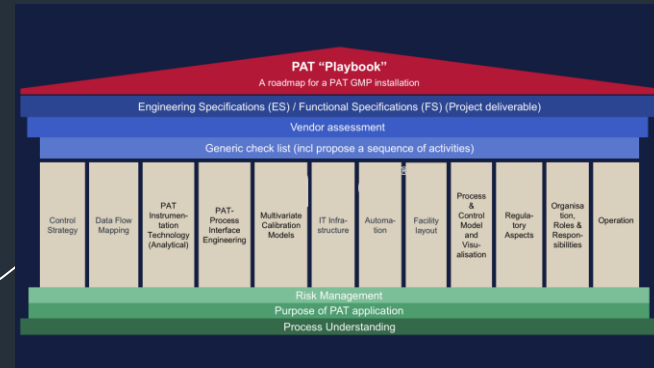 PAT “Playbook”
A roadmap for a PAT GMP installation
Engineering Specifications (ES) / Functional Specifications (FS) (Project deliverable)
Vendor assessment
Generic check list (incl propose a sequence of activities)
Control
Strategy
Data Flow
Mapping
PAT
Instrumen-
tation
Technology
(Analytical)
PAT-
Process
Interface
Engineering
Multivariate
Calibration
Models
IT Infra-
structure
Automa-
tion
Facility
layout
Process
&
Control
Model
and
Visu-
alisation
Regula-
tory
Aspects
Organisa
tion,
Roles &
Respon-
sibilities
Operation
Risk Management
Purpose of PAT application
Process Understanding